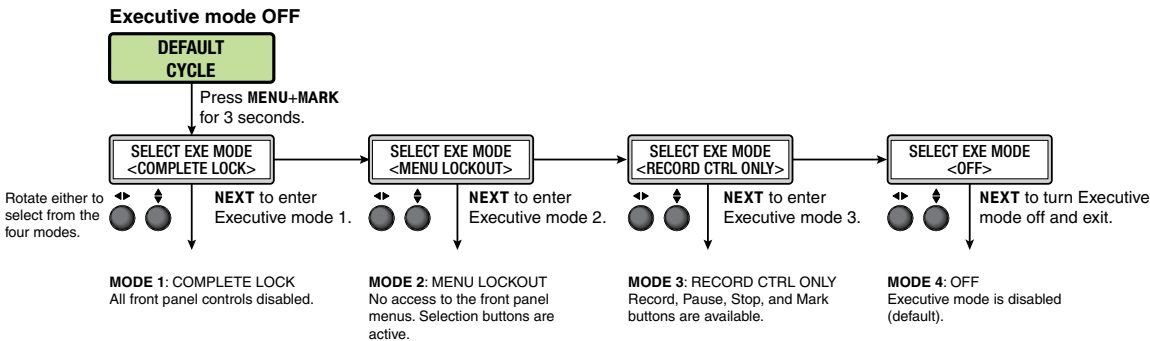 Executive mode OFF
DEFAULT
CYCLE
Press MENU+MARK
for 3 seconds.
SELECT EXE MODE
<COMPLETE LOCK>
SELECT EXE MODE
<MENU LOCKOUT>
SELECT EXE MODE
<RECORD CTRL ONLY>
SELECT EXE MODE
<OFF>
Rotate either to
select from the
four modes.
NEXT to enter
Executive mode 1.
NEXT to enter
Executive mode 2.
NEXT to enter
Executive mode 3.
NEXT to turn Executive
mode off and exit.
MODE 1: COMPLETE LOCK
All front panel controls disabled.
MODE 2: MENU LOCKOUT
No access to the front panel
menus. Selection buttons are
active.
MODE 3: RECORD CTRL ONLY
Record, Pause, Stop, and Mark
buttons are available.
MODE 4: OFF
Executive mode is disabled
(default).